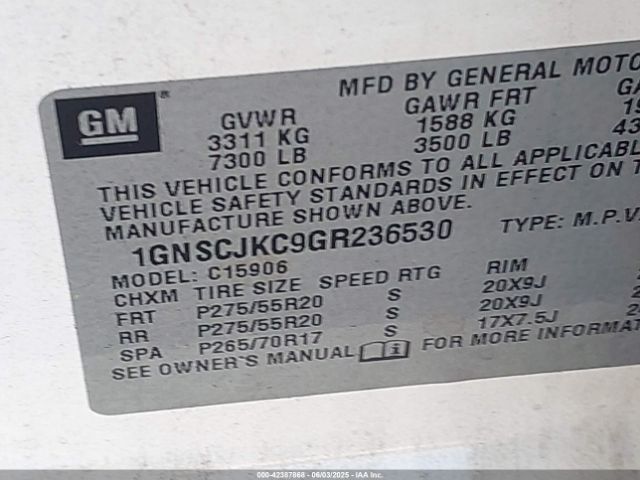 GM®
MFD BY GENERAL MOTO
GVWR GAWR FRT GA
3311 KG 1588 KG
7300 LB 3500 LB 43
THIS VEHICLE CONFORMS TO ALL APPLICABL
VEHICLE SAFETY STANDARDS IN EFFECT ON T
MANUFACTURE SHOWN ABOVE.
1GNSCJKC9GR236530 TYPE: M.P.V.
MODEL: C15906
CHXM TIRE SIZE SPEED RTG RIM
FRT P275/55R20 S 20X9J
RR P275/55R20 S 20X9J
SPA P265/70R17 S 17X7.5J
SEE OWNER'S MANUAL i FOR MORE INFORMAT
000-42387868 - 06/03/2025 - IAA Inc.